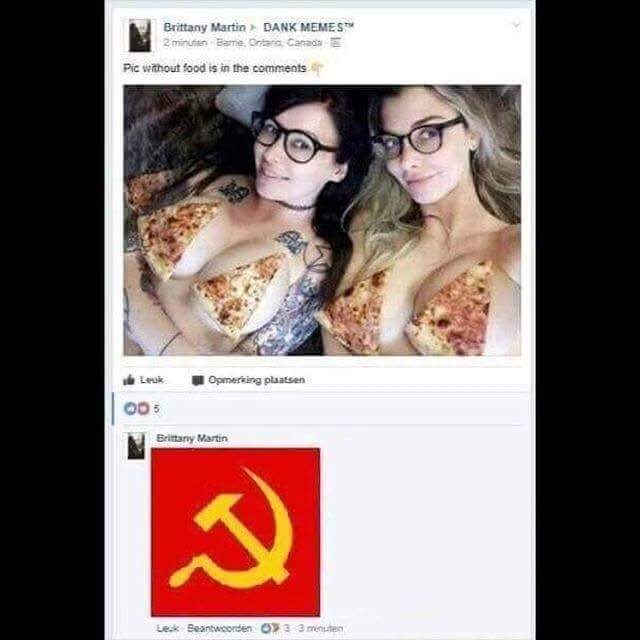 Brittany Martin ▸ DANK MEMES™
2 minuten · Barrie, Ontario, Canada ·
Pic without food is in the comments 👇
Leuk Opmerking plaatsen
5
Brittany Martin
Leuk · Beantwoorden · 3 · 3 minuten